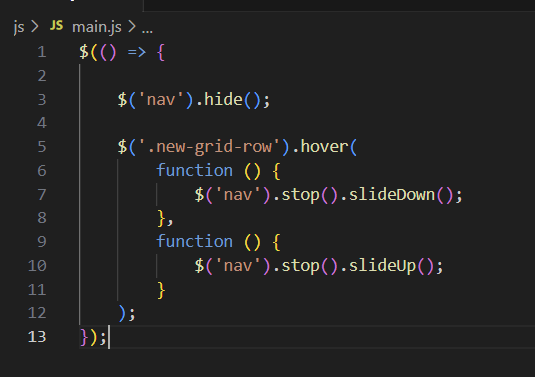 js > JS main.js > ...
1 $(() => {
2
3     $('nav').hide();
4
5     $('.new-grid-row').hover(
6         function () {
7             $('nav').stop().slideDown();
8         },
9         function () {
10             $('nav').stop().slideUp();
11         }
12     );
13 });